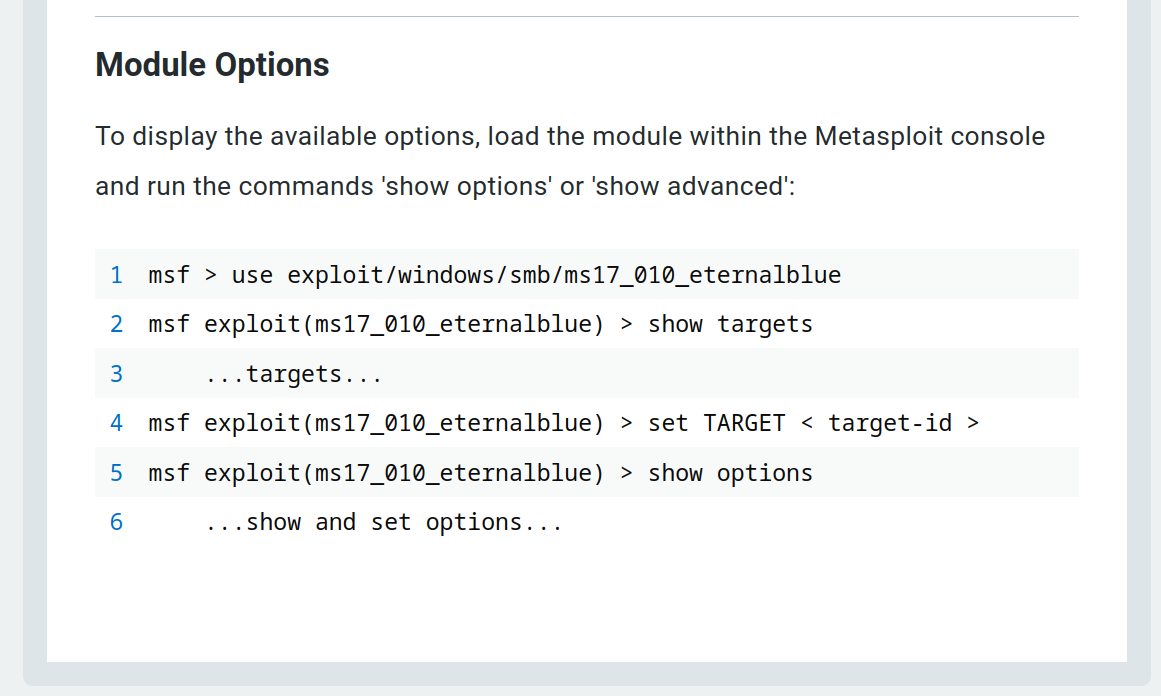 Module Options
To display the available options, load the module within the Metasploit console
and run the commands 'show options' or 'show advanced':
1 msf > use exploit/windows/smb/ms17_010_eternalblue
2 msf exploit(ms17_010_eternalblue) > show targets
3     ...targets...
4 msf exploit(ms17_010_eternalblue) > set TARGET < target-id >
5 msf exploit(ms17_010_eternalblue) > show options
6     ...show and set options...